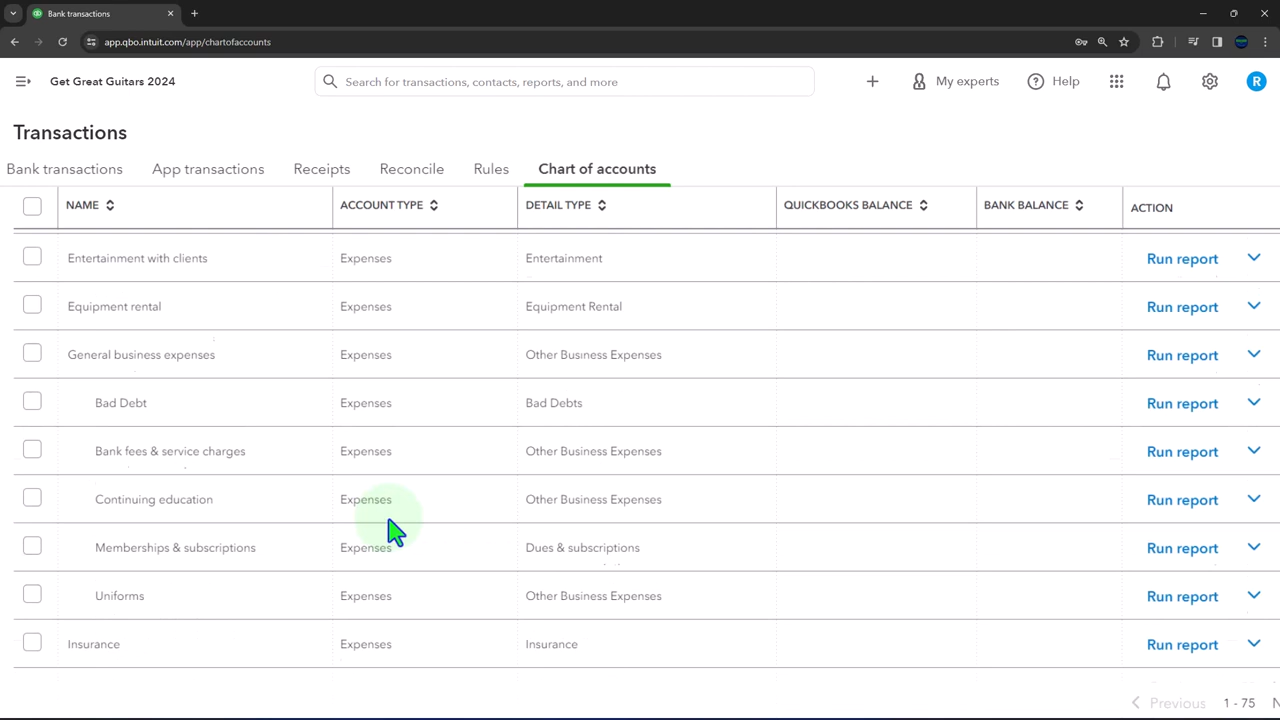 Bank transactions
app.qbo.intuit.com/app/chartofaccounts
Get Great Guitars 2024
Search for transactions, contacts, reports, and more
My experts
Help
R
Transactions
Bank transactions App transactions Receipts Reconcile Rules Chart of accounts
NAME ACCOUNT TYPE DETAIL TYPE QUICKBOOKS BALANCE BANK BALANCE ACTION
Entertainment with clients Expenses Entertainment Run report
Equipment rental Expenses Equipment Rental Run report
General business expenses Expenses Other Business Expenses Run report
Bad Debt Expenses Bad Debts Run report
Bank fees & service charges Expenses Other Business Expenses Run report
Continuing education Expenses Other Business Expenses Run report
Memberships & subscriptions Expenses Dues & subscriptions Run report
Uniforms Expenses Other Business Expenses Run report
Insurance Expenses Insurance Run report
Previous 1 - 75